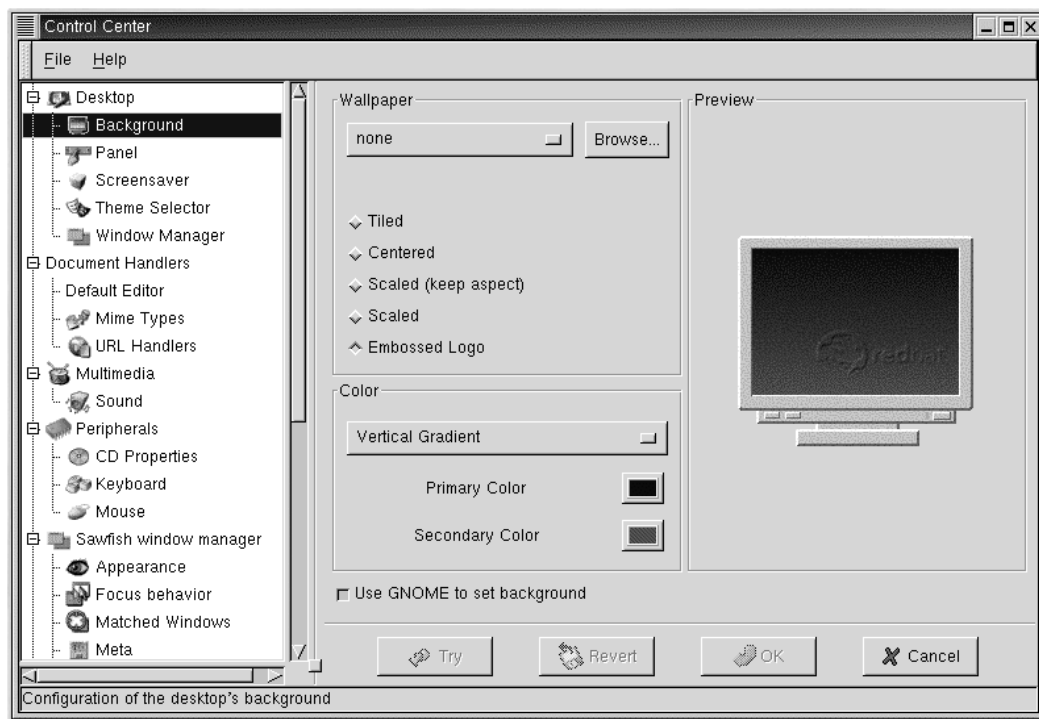 Control Center
File Help
Desktop
Background
Panel
Screensaver
Theme Selector
Window Manager
Document Handlers
Default Editor
Mime Types
URL Handlers
Multimedia
Sound
Peripherals
CD Properties
Keyboard
Mouse
Sawfish window manager
Appearance
Focus behavior
Matched Windows
Meta
Wallpaper
none Browse...
Tiled
Centered
Scaled (keep aspect)
Scaled
Embossed Logo
Color
Vertical Gradient
Primary Color
Secondary Color
Preview
redhat
Use GNOME to set background
Try Revert OK Cancel
Configuration of the desktop's background